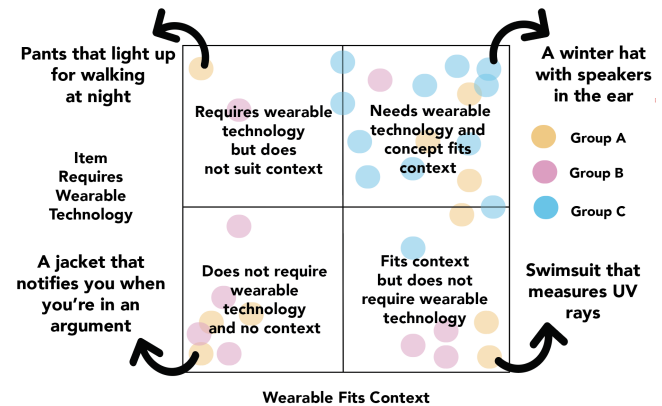 Pants that light up
for walking
at night
A winter hat
with speakers
in the ear
Requires wearable
technology
but does
not suit context
Needs wearable
technology and
concept fits
context
Group A
Group B
Group C
Item
Requires
Wearable
Technology
A jacket that
notifies you when
you're in an
argument
Does not require
wearable
technology
and no context
Fits context
but does not
require wearable
technology
Swimsuit that
measures UV
rays
Wearable Fits Context